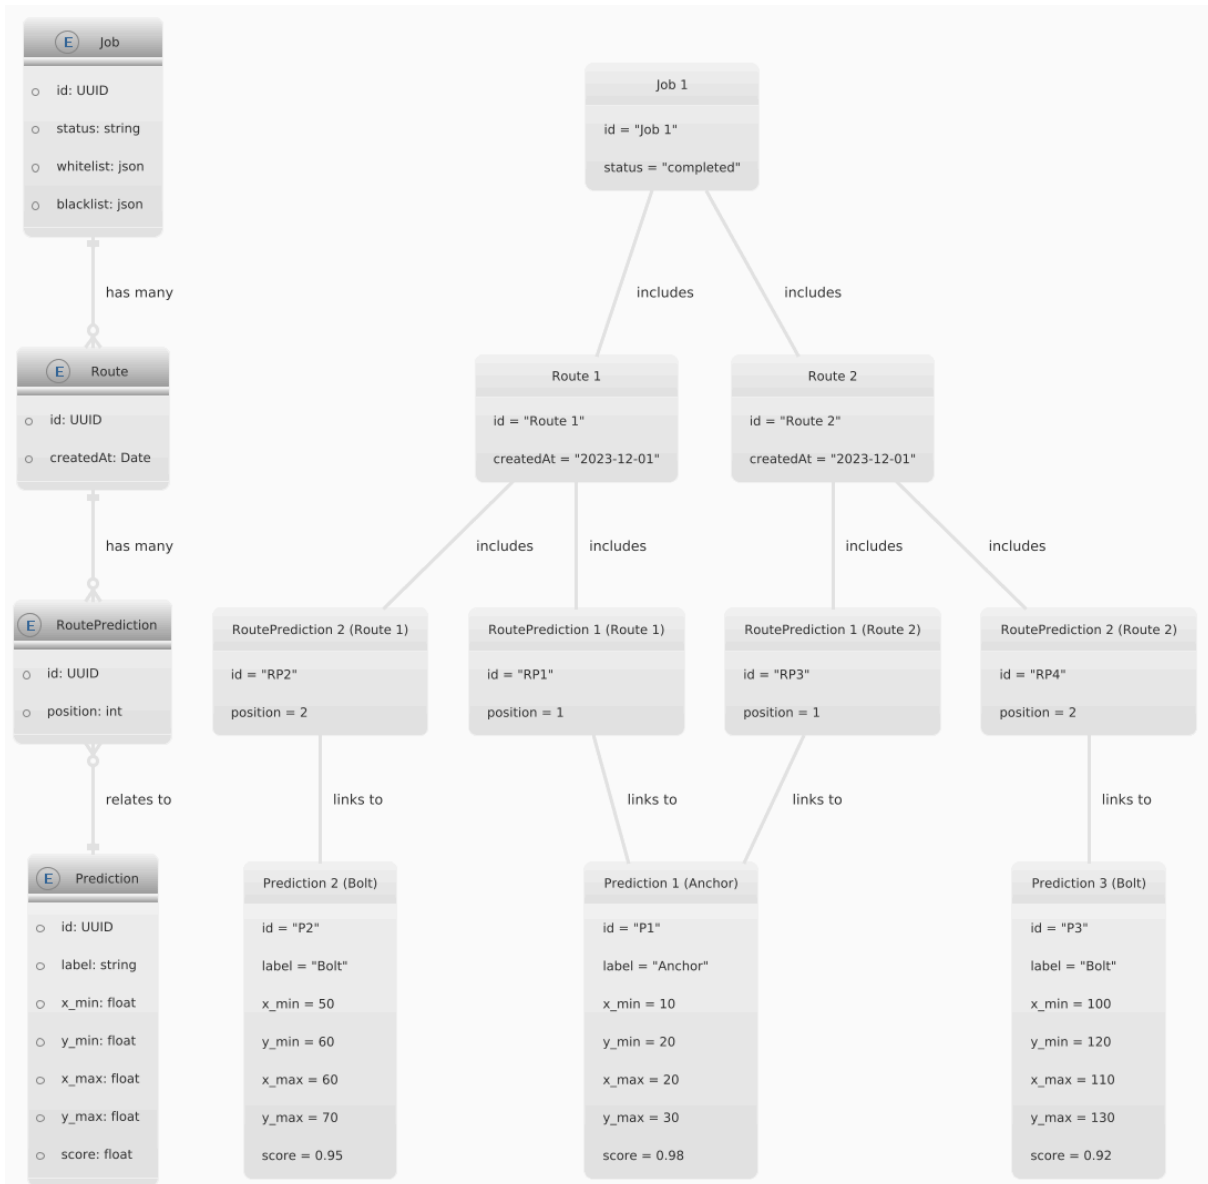 E Job
id: UUID
status: string
whitelist: json
blacklist: json
has many
E Route
id: UUID
createdAt: Date
has many
E RoutePrediction
id: UUID
position: int
relates to
E Prediction
id: UUID
label: string
x_min: float
y_min: float
x_max: float
y_max: float
score: float
Job 1
id = "Job 1"
status = "completed"
includes
includes
Route 1
id = "Route 1"
createdAt = "2023-12-01"
Route 2
id = "Route 2"
createdAt = "2023-12-01"
includes
includes
includes
includes
RoutePrediction 2 (Route 1)
id = "RP2"
position = 2
RoutePrediction 1 (Route 1)
id = "RP1"
position = 1
RoutePrediction 1 (Route 2)
id = "RP3"
position = 1
RoutePrediction 2 (Route 2)
id = "RP4"
position = 2
links to
links to
links to
links to
Prediction 2 (Bolt)
id = "P2"
label = "Bolt"
x_min = 50
y_min = 60
x_max = 60
y_max = 70
score = 0.95
Prediction 1 (Anchor)
id = "P1"
label = "Anchor"
x_min = 10
y_min = 20
x_max = 20
y_max = 30
score = 0.98
Prediction 3 (Bolt)
id = "P3"
label = "Bolt"
x_min = 100
y_min = 120
x_max = 110
y_max = 130
score = 0.92